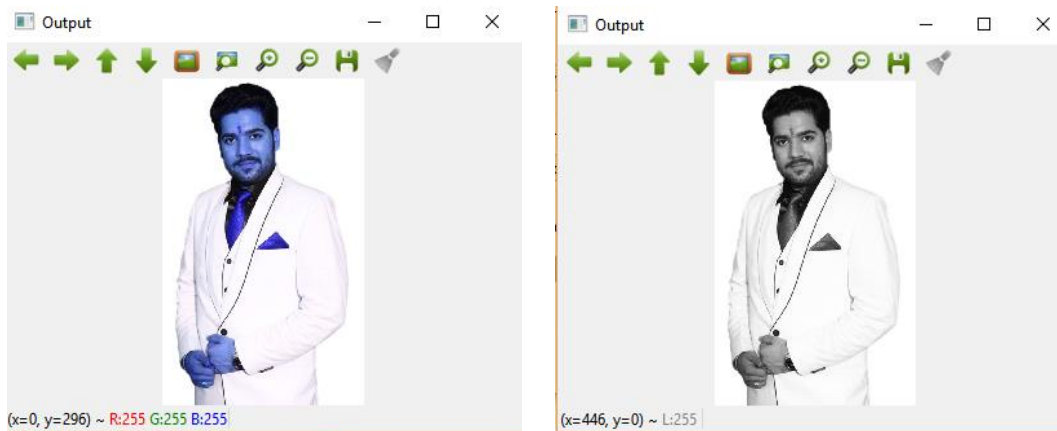 Output
Output
(x=0, y=296) ~ R:255 G:255 B:255
(x=446, y=0) ~ L:255